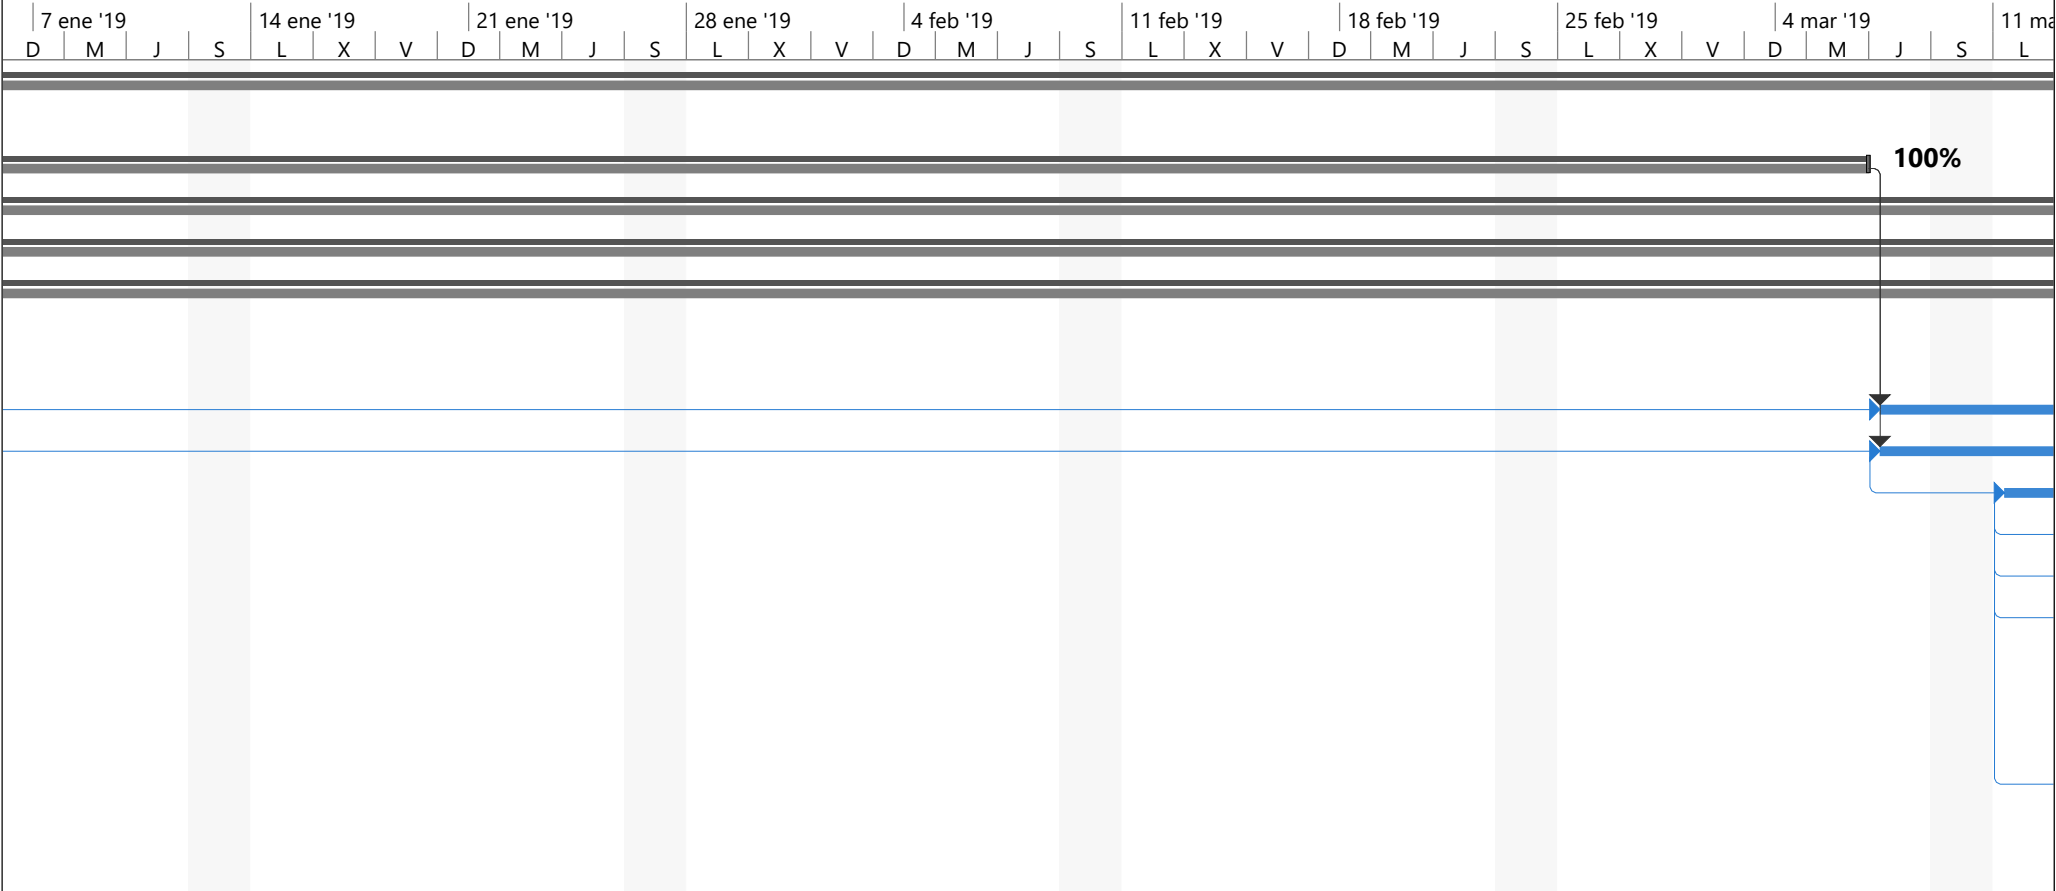 7 ene '19 14 ene '19 21 ene '19 28 ene '19 4 feb '19 11 feb '19 18 feb '19 25 feb '19 4 mar '19 11
D M J S L X V D M J S L X V D M J S L X V D M J S L X V D M J S L
100%